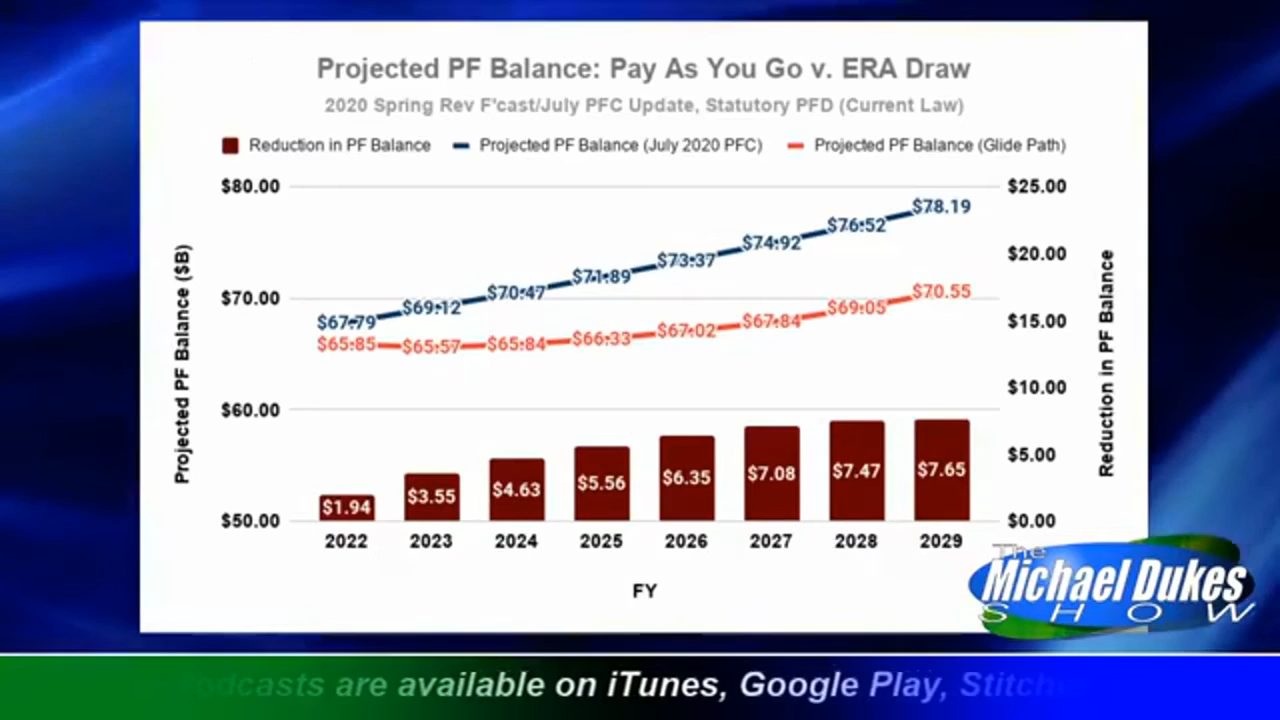 Projected PF Balance: Pay As You Go v. ERA Draw
2020 Spring Rev F'cast/July PFC Update, Statutory PFD (Current Law)
Reduction in PF Balance Projected PF Balance (July 2020 PFC) Projected PF Balance (Glide Path)
$80.00 $25.00
$78.19
$76.52
$74.92
$73.37
$71.89
$70.47
$69.12
$67.79
$20.00
$70.00
$70.55
$69.05
$67.84
$67.02
$66.33
$65.84
$65.57
$65.85
$15.00
$10.00
$60.00
$5.00
$1.94 $3.55 $4.63 $5.56 $6.35 $7.08 $7.47 $7.65
$50.00 $0.00
2022 2023 2024 2025 2026 2027 2028 2029
FY
Projected PF Balance ($B)
Reduction in PF Balance
The
Michael Dukes
SHOW
podcasts are available on iTunes, Google Play,